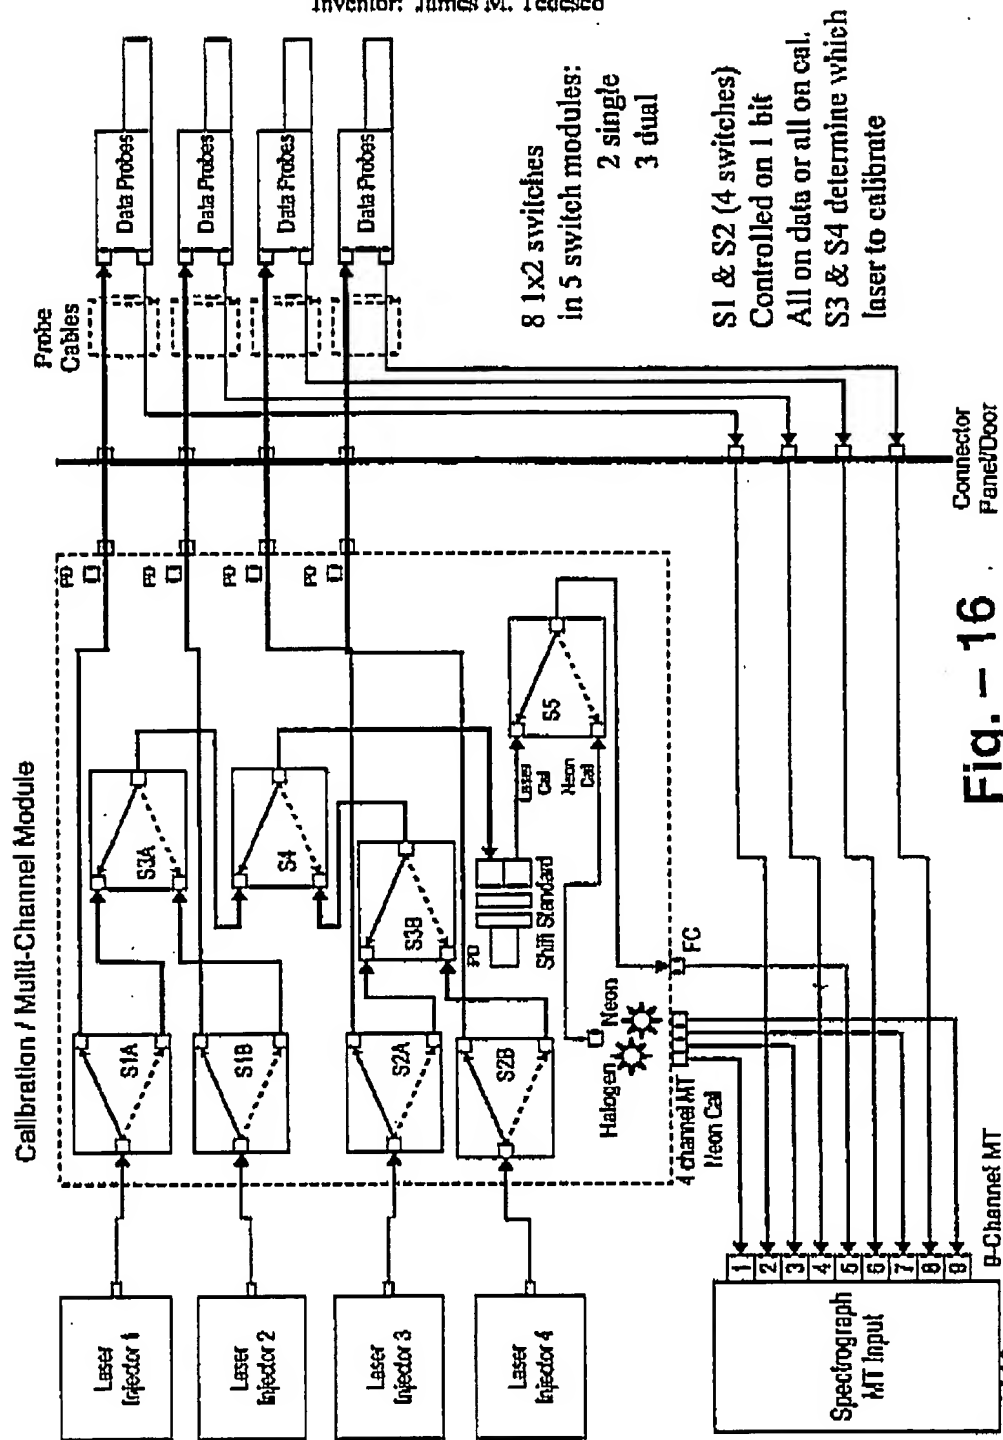 Inventor: James M. Tedesco
Calibration / Multi-Channel Module
Probe
Cables
Laser
Injector 1
Laser
Injector 2
Laser
Injector 3
Laser
Injector 4
S1A
S1B
S2A
S2B
S3A
S4
S3B
S5
PD
PD
PD
PD
PD
Shift Standard
Laser
Cal
Neon
Cal
Halogen
Neon
4 channel MT
Neon Cal
FC
Data Probes
Data Probes
Data Probes
Data Probes
8 1x2 switches
in 5 switch modules:
2 single
3 dual
S1 & S2 (4 switches)
Controlled on 1 bit
All on data or all on cal.
S3 & S4 determine which
laser to calibrate
Connector
Panel/Door
Spectrograph
MT Input
1
2
3
4
5
6
7
8
9
9-Channel MT
Fig. - 16